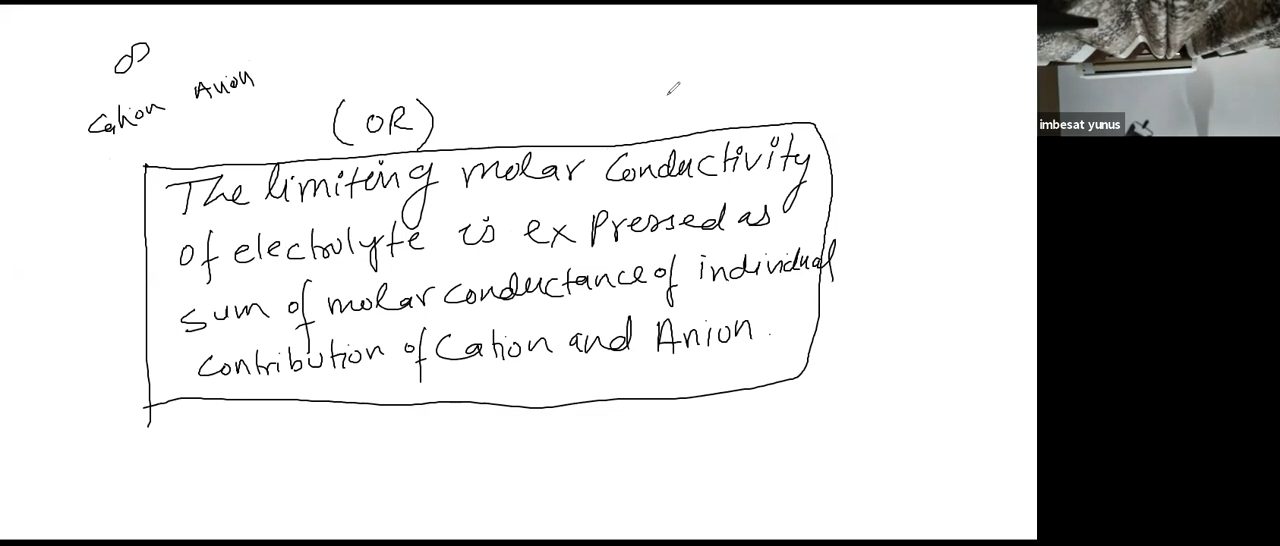 ∞
Cation Anion
(OR)
The limiting molar Conductivity
of electrolyte is expressed as
sum of molar conductance of individual
contribution of Cation and Anion.
imbesat yunus